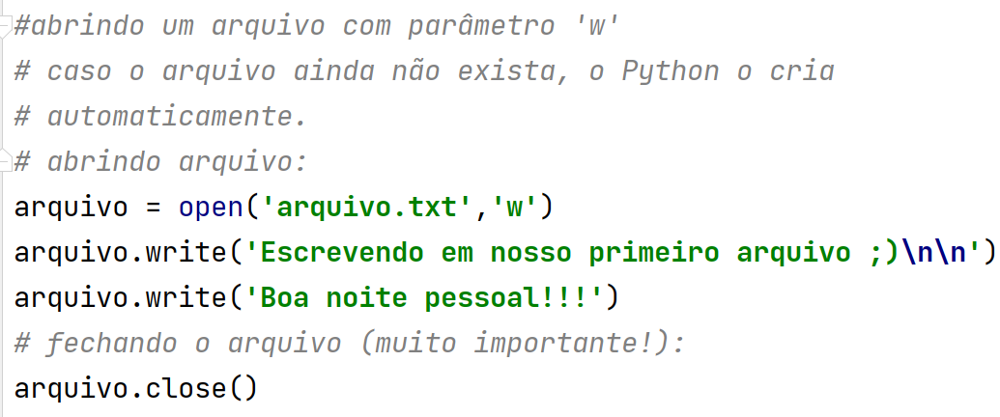 #abrindo um arquivo com parâmetro 'w'
# caso o arquivo ainda não exista, o Python o cria
# automaticamente.
# abrindo arquivo:
arquivo = open('arquivo.txt','w')
arquivo.write('Escrevendo em nosso primeiro arquivo ;)\n\n')
arquivo.write('Boa noite pessoal!!!')
# fechando o arquivo (muito importante!):
arquivo.close()